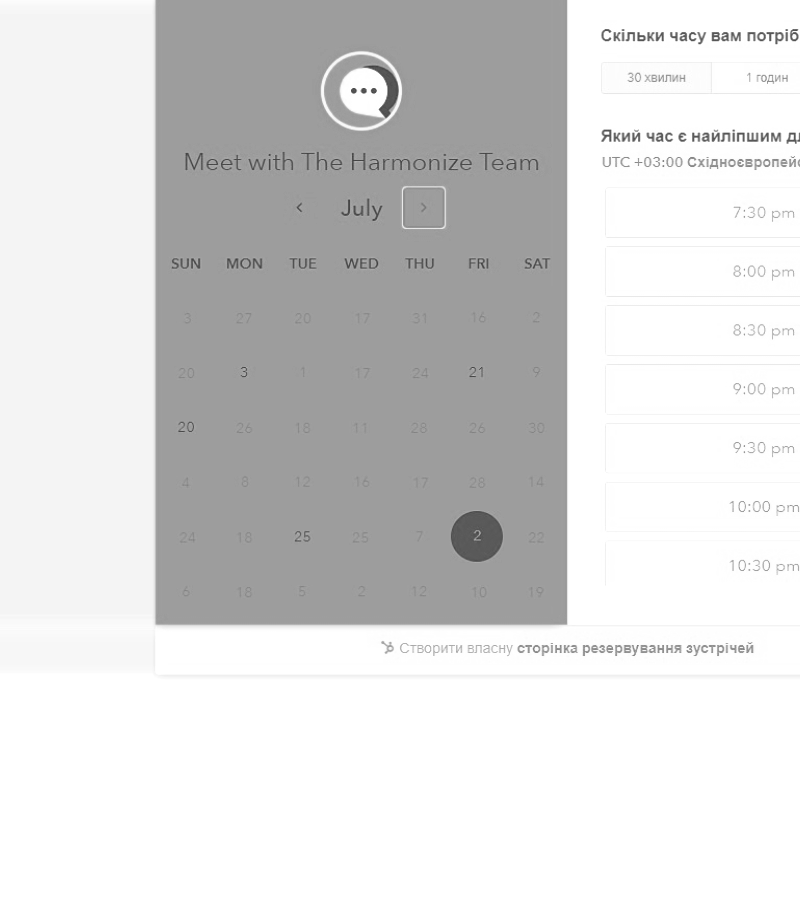 Meet with The Harmonize Team
July
SUN MON TUE WED THU FRI SAT
3 27 20 17 31 16 2
20 3 1 17 24 21 9
20 26 18 11 28 26 30
4 8 12 16 17 28 14
24 18 25 25 7 2 22
6 18 5 2 12 10 19
Скільки часу вам потріб
30 хвилин 1 годин
Який час є найліпшим д
UTC +03:00 Східноєвропей
7:30 pm
8:00 pm
8:30 pm
9:00 pm
9:30 pm
10:00 pm
10:30 pm
Створити власну сторінка резервування зустрічей